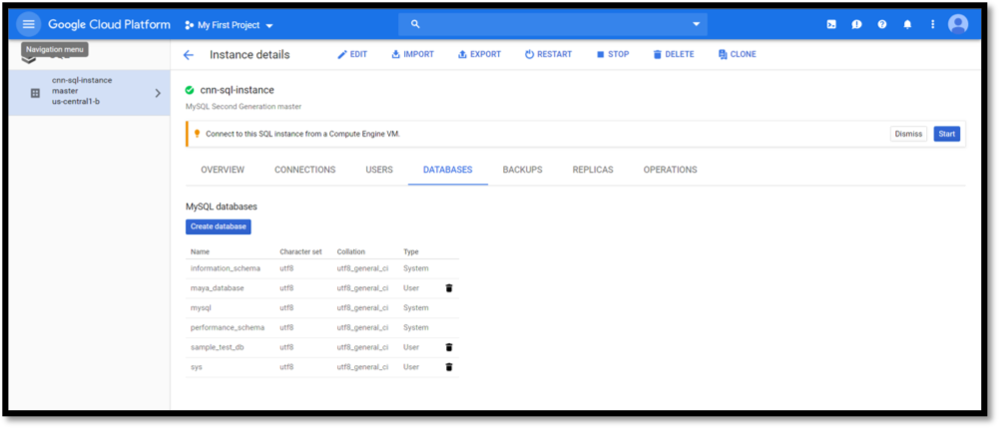 Google Cloud Platform
My First Project
Navigation menu
Instance details
EDIT
IMPORT
EXPORT
RESTART
STOP
DELETE
CLONE
cnn-sql-instance
master
us-central1-b
cnn-sql-instance
MySQL Second Generation master
Connect to this SQL instance from a Compute Engine VM.
Dismiss
Start
OVERVIEW
CONNECTIONS
USERS
DATABASES
BACKUPS
REPLICAS
OPERATIONS
MySQL databases
Create database
Name Character set Collation Type
information_schema utf8 utf8_general_ci System
maya_database utf8 utf8_general_ci User
mysql utf8 utf8_general_ci System
performance_schema utf8 utf8_general_ci System
sample_test_db utf8 utf8_general_ci User
sys utf8 utf8_general_ci User